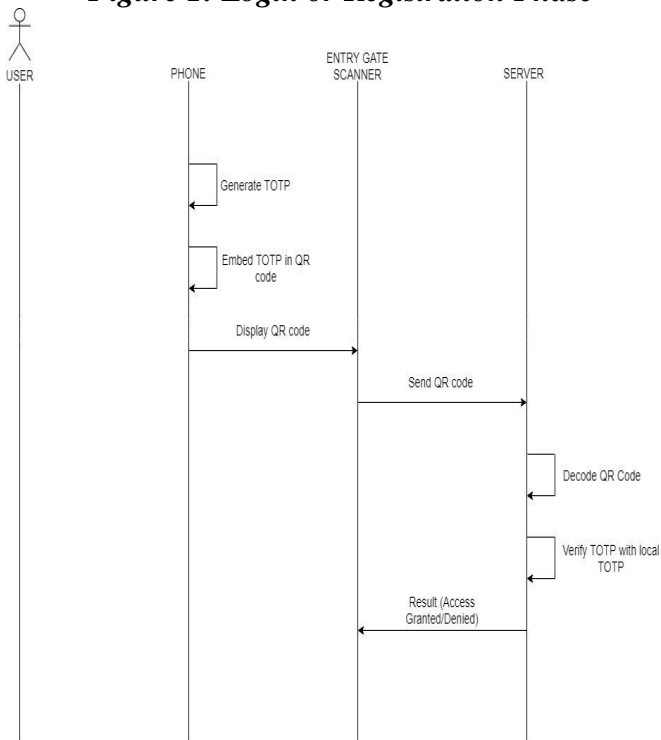 Figure 1: Login or Registration Phase
USER
PHONE
ENTRY GATE
SCANNER
SERVER
Generate TOTP
Embed TOTP in QR
code
Display QR code
Send QR code
Decode QR Code
Verify TOTP with local
TOTP
Result (Access
Granted/Denied)